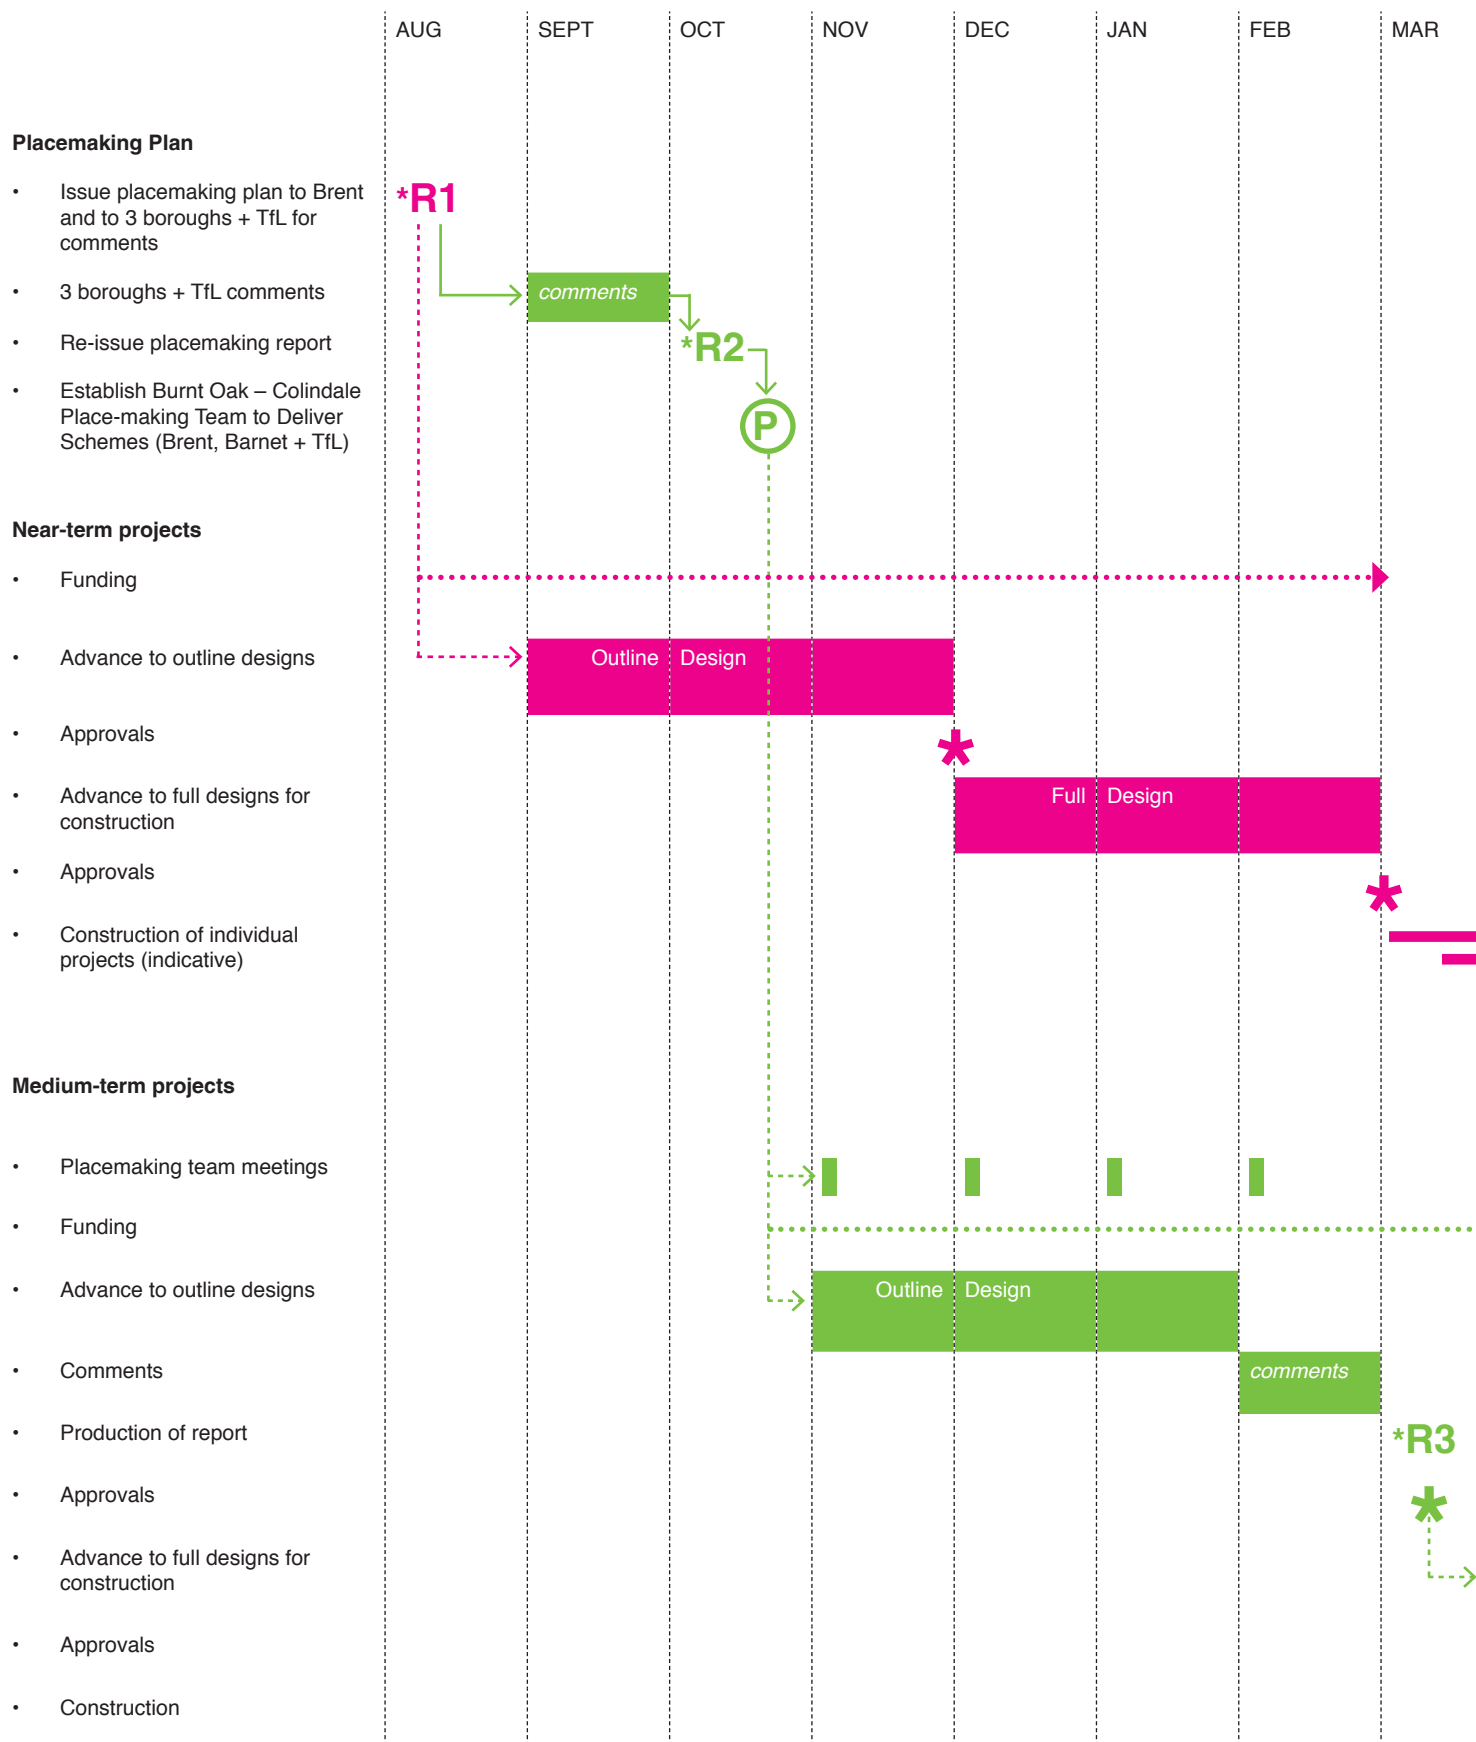 AUG SEPT OCT NOV DEC JAN FEB MAR
Placemaking Plan
• Issue placemaking plan to Brent
and to 3 boroughs + TfL for
comments
*R1
• 3 boroughs + TfL comments
comments
• Re-issue placemaking report
*R2
• Establish Burnt Oak – Colindale
Place-making Team to Deliver
Schemes (Brent, Barnet + TfL)
P
Near-term projects
• Funding
• Advance to outline designs
Outline Design
• Approvals
*
• Advance to full designs for
construction
Full Design
• Approvals
*
• Construction of individual
projects (indicative)
Medium-term projects
• Placemaking team meetings
• Funding
• Advance to outline designs
Outline Design
• Comments
comments
• Production of report
*R3
• Approvals
*
• Advance to full designs for
construction
• Approvals
• Construction